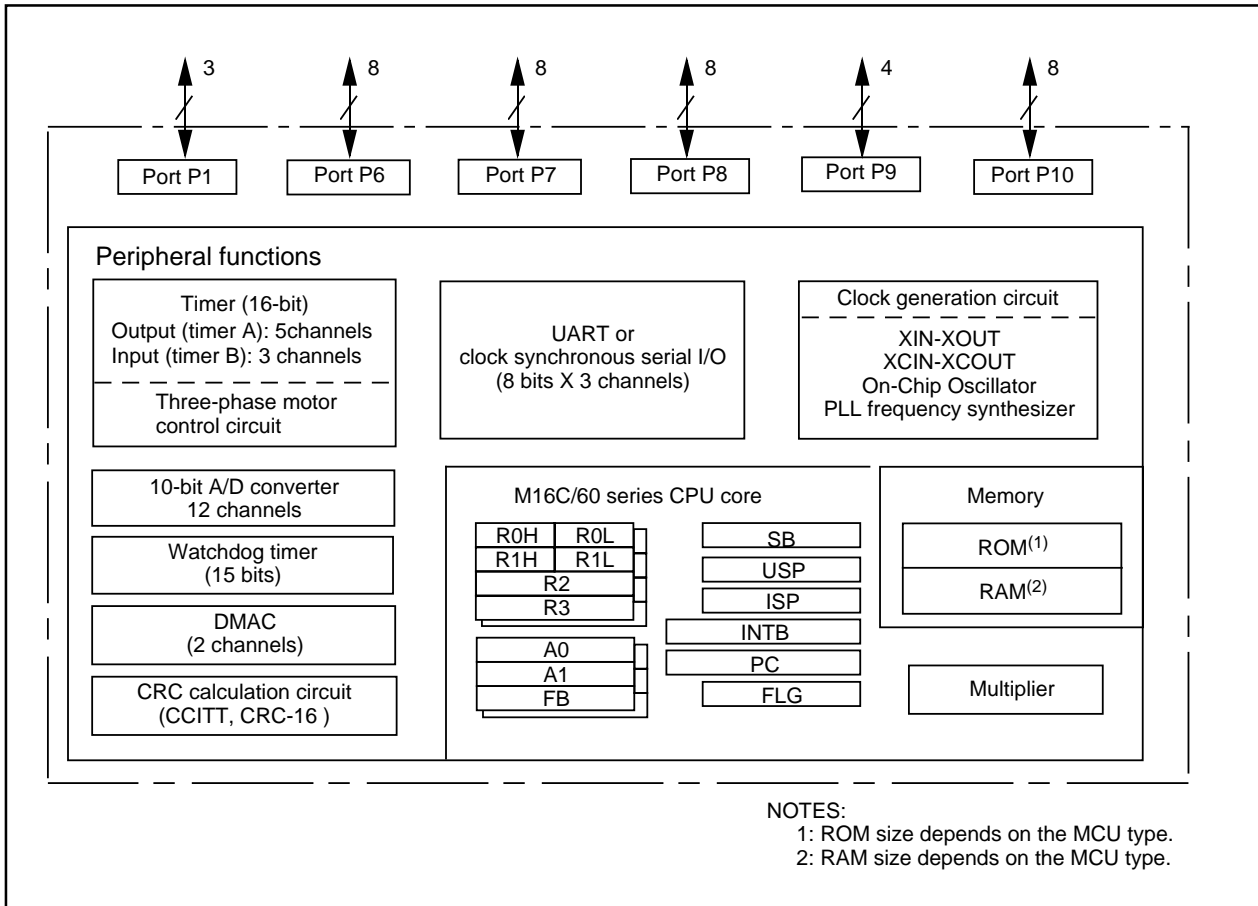 3
8
8
8
4
8
Port P1
Port P6
Port P7
Port P8
Port P9
Port P10
Peripheral functions
Timer (16-bit)
Output (timer A): 5channels
Input (timer B): 3 channels
Three-phase motor
control circuit
UART or
clock synchronous serial I/O
(8 bits X 3 channels)
Clock generation circuit
XIN-XOUT
XCIN-XCOUT
On-Chip Oscillator
PLL frequency synthesizer
10-bit A/D converter
12 channels
Watchdog timer
(15 bits)
DMAC
(2 channels)
CRC calculation circuit
(CCITT, CRC-16 )
M16C/60 series CPU core
R0H R0L
R1H R1L
R2
R3
A0
A1
FB
SB
USP
ISP
INTB
PC
FLG
Memory
ROM(1)
RAM(2)
Multiplier
NOTES:
1: ROM size depends on the MCU type.
2: RAM size depends on the MCU type.